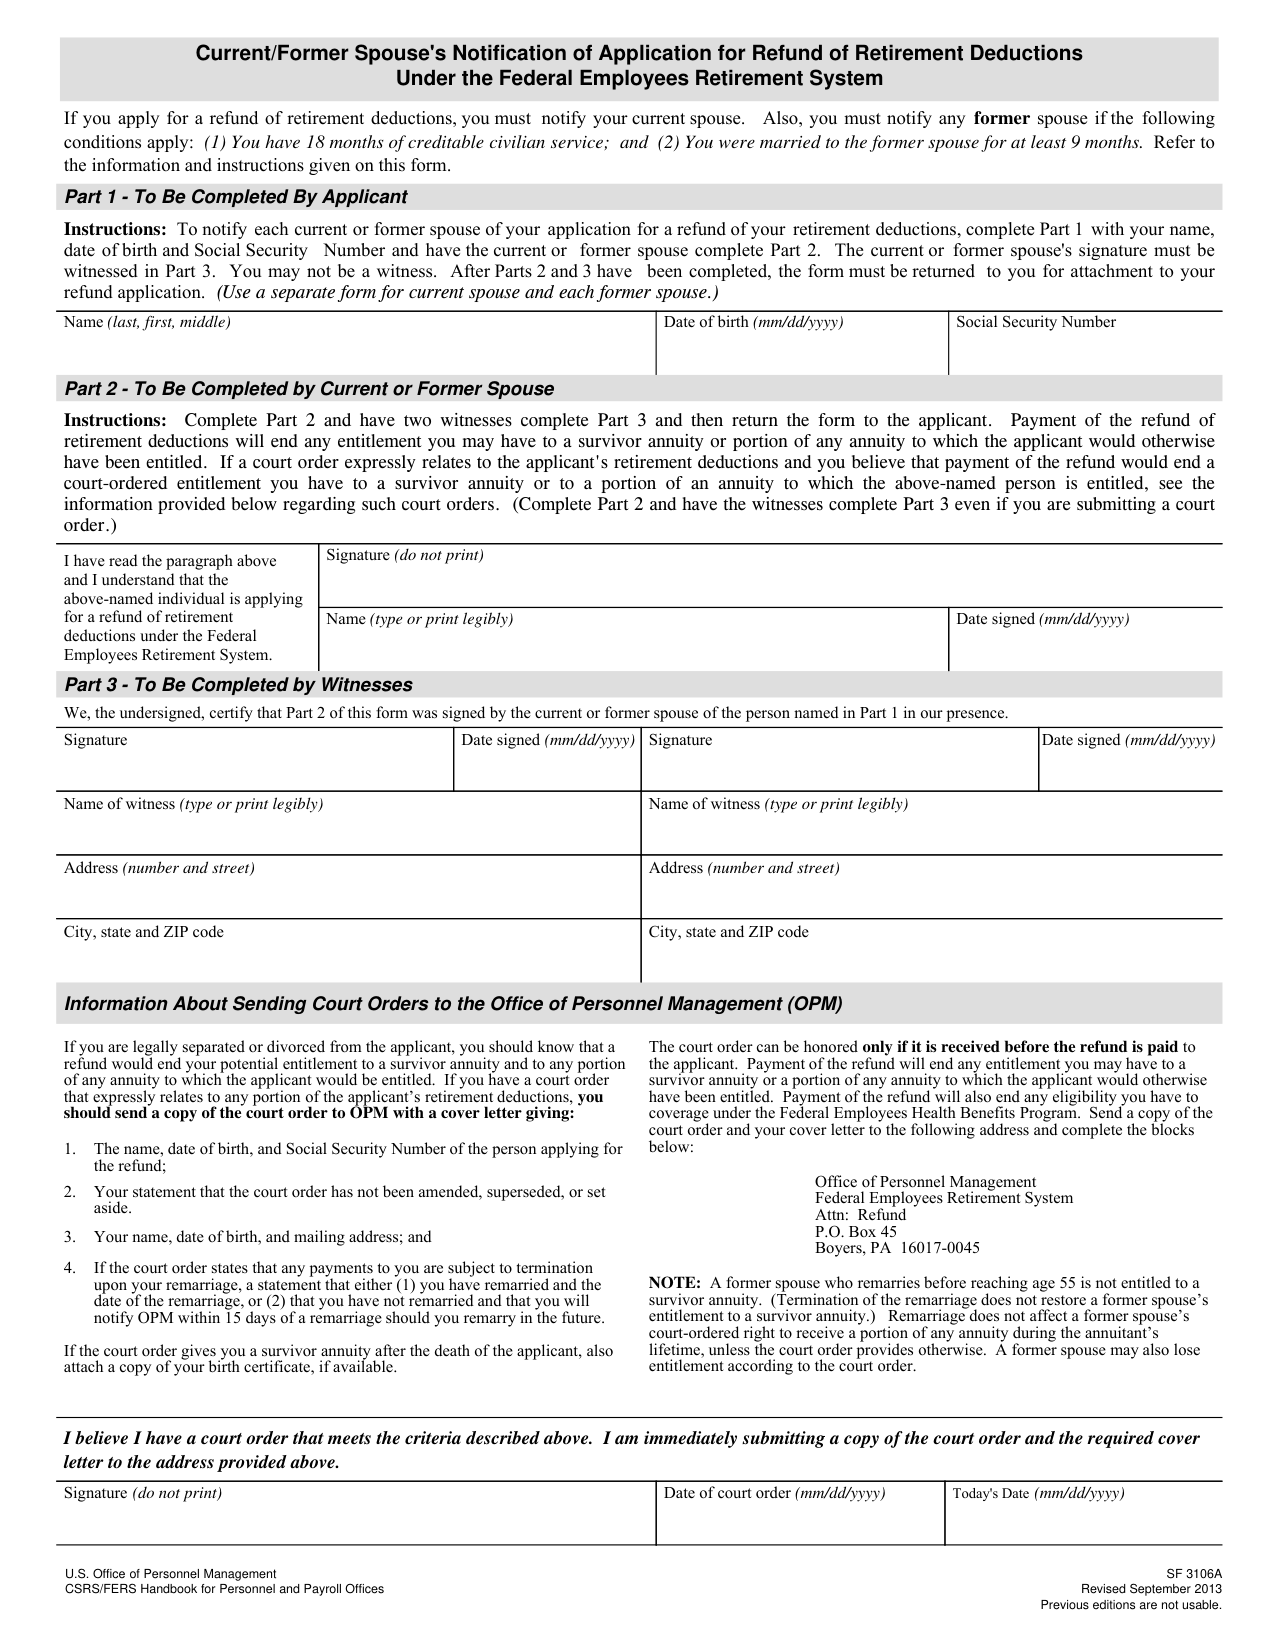 Current/Former Spouse's Notification of Application for Refund of Retirement Deductions
Under the Federal Employees Retirement System
If you apply for a refund of retirement deductions, you must notify your current spouse. Also, you must notify any former spouse if the following
conditions apply: (1) You have 18 months of creditable civilian service; and (2) You were married to the former spouse for at least 9 months. Refer to
the information and instructions given on this form.
Part 1 - To Be Completed By Applicant
Instructions: To notify each current or former spouse of your application for a refund of your retirement deductions, complete Part 1 with your name,
date of birth and Social Security Number and have the current or former spouse complete Part 2. The current or former spouse's signature must be
witnessed in Part 3. You may not be a witness. After Parts 2 and 3 have been completed, the form must be returned to you for attachment to your
refund application. (Use a separate form for current spouse and each former spouse.)
Name (last, first, middle)
Date of birth (mm/dd/yyyy)
Social Security Number
Part 2 - To Be Completed by Current or Former Spouse
Instructions: Complete Part 2 and have two witnesses complete Part 3 and then return the form to the applicant. Payment of the refund of
retirement deductions will end any entitlement you may have to a survivor annuity or portion of any annuity to which the applicant would otherwise
have been entitled. If a court order expressly relates to the applicant's retirement deductions and you believe that payment of the refund would end a
court-ordered entitlement you have to a survivor annuity or to a portion of an annuity to which the above-named person is entitled, see the
information provided below regarding such court orders. (Complete Part 2 and have the witnesses complete Part 3 even if you are submitting a court
order.)
I have read the paragraph above
and I understand that the
above-named individual is applying
for a refund of retirement
deductions under the Federal
Employees Retirement System.
Signature (do not print)
Name (type or print legibly)
Date signed (mm/dd/yyyy)
Part 3 - To Be Completed by Witnesses
We, the undersigned, certify that Part 2 of this form was signed by the current or former spouse of the person named in Part 1 in our presence.
Signature
Date signed (mm/dd/yyyy)
Signature
Date signed (mm/dd/yyyy)
Name of witness (type or print legibly)
Name of witness (type or print legibly)
Address (number and street)
Address (number and street)
City, state and ZIP code
City, state and ZIP code
Information About Sending Court Orders to the Office of Personnel Management (OPM)
If you are legally separated or divorced from the applicant, you should know that a
refund would end your potential entitlement to a survivor annuity and to any portion
of any annuity to which the applicant would be entitled. If you have a court order
that expressly relates to any portion of the applicant's retirement deductions, you
should send a copy of the court order to OPM with a cover letter giving:
1. The name, date of birth, and Social Security Number of the person applying for
the refund;
2. Your statement that the court order has not been amended, superseded, or set
aside.
3. Your name, date of birth, and mailing address; and
4. If the court order states that any payments to you are subject to termination
upon your remarriage, a statement that either (1) you have remarried and the
date of the remarriage, or (2) that you have not remarried and that you will
notify OPM within 15 days of a remarriage should you remarry in the future.
If the court order gives you a survivor annuity after the death of the applicant, also
attach a copy of your birth certificate, if available.
The court order can be honored only if it is received before the refund is paid to
the applicant. Payment of the refund will end any entitlement you may have to a
survivor annuity or a portion of any annuity to which the applicant would otherwise
have been entitled. Payment of the refund will also end any eligibility you have to
coverage under the Federal Employees Health Benefits Program. Send a copy of the
court order and your cover letter to the following address and complete the blocks
below:
Office of Personnel Management
Federal Employees Retirement System
Attn: Refund
P.O. Box 45
Boyers, PA 16017-0045
NOTE: A former spouse who remarries before reaching age 55 is not entitled to a
survivor annuity. (Termination of the remarriage does not restore a former spouse's
entitlement to a survivor annuity.) Remarriage does not affect a former spouse's
court-ordered right to receive a portion of any annuity during the annuitant's
lifetime, unless the court order provides otherwise. A former spouse may also lose
entitlement according to the court order.
I believe I have a court order that meets the criteria described above. I am immediately submitting a copy of the court order and the required cover
letter to the address provided above.
Signature (do not print)
Date of court order (mm/dd/yyyy)
Today's Date (mm/dd/yyyy)
U.S. Office of Personnel Management
CSRS/FERS Handbook for Personnel and Payroll Offices
SF 3106A
Revised September 2013
Previous editions are not usable.